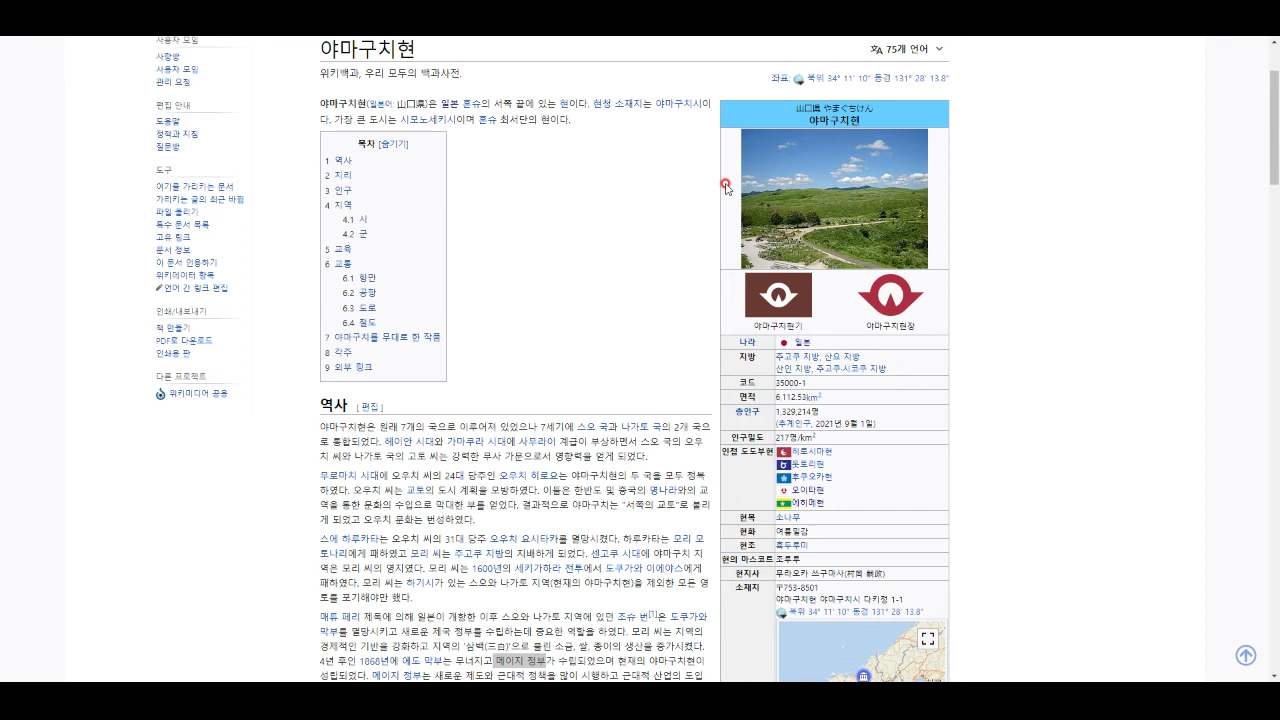 사용자 모임
사랑방
사용자 모임
관리 요청
편집 안내
도움말
정책과 지침
질문방
도구
여기를 가리키는 문서
가리키는 글의 최근 바뀜
파일 올리기
특수 문서 목록
고유 링크
문서 정보
이 문서 인용하기
위키데이터 항목
언어 간 링크 편집
인쇄/내보내기
책 만들기
PDF로 다운로드
인쇄용 판
다른 프로젝트
위키미디어 공용
야마구치현
75개 언어
위키백과, 우리 모두의 백과사전.
좌표: 북위 34° 11′ 10″ 동경 131° 28′ 13.8″
야마구치현(일본어: 山口県)은 일본 혼슈의 서쪽 끝에 있는 현이다. 현청 소재지는 야마구치시이
다. 가장 큰 도시는 시모노세키시이며 혼슈 최서단의 현이다.
목차 [숨기기]
1 역사
2 지리
3 인구
4 지역
4.1 시
4.2 군
5 교육
6 교통
6.1 항만
6.2 공항
6.3 도로
6.4 철도
7 야마구치를 무대로 한 작품
8 각주
9 외부 링크
역사 [편집]
야마구치현은 원래 7개의 국으로 이루어져 있었으나 7세기에 스오 국과 나가토 국의 2개 국으
로 통합되었다. 헤이안 시대와 가마쿠라 시대에 사무라이 계급이 부상하면서 스오 국의 오우
치 씨와 나가토 국의 고토 씨는 강력한 무사 가문으로서 영향력을 얻게 되었다.
무로마치 시대에 오우치 씨의 24대 당주인 오우치 히로요는 야마구치현의 두 국을 모두 정복
하였다. 오우치 씨는 교토의 도시 계획을 모방하였다. 이들은 한반도 및 중국의 명나라와의 교
역을 통한 문화의 수입으로 막대한 부를 얻었다. 결과적으로 야마구치는 "서쪽의 교토"로 불리
게 되었고 오우치 문화는 번성하였다.
스에 하루카타는 오우치 씨의 31대 당주 오우치 요시타카를 멸망시켰다. 하루카타는 모리 모
토나리에게 패하였고 모리 씨는 주고쿠 지방의 지배하게 되었다. 센고쿠 시대에 야마구치 지
역은 모리 씨의 영지였다. 모리 씨는 1600년의 세키가하라 전투에서 도쿠가와 이에야스에게
패하였다. 모리 씨는 하기시가 있는 스오와 나가토 지역(현재의 야마구치현)을 제외한 모든 영
토를 포기해야만 했다.
매튜 페리 제독에 의해 일본이 개항한 이후 스오와 나가토 지역에 있던 조슈 번[1]은 도쿠가와
막부를 멸망시키고 새로운 제국 정부를 수립하는데 중요한 역할을 하였다. 모리 씨는 지역의
경제적인 기반을 강화하고 지역의 '삼백(三白)'으로 불린 소금, 쌀, 종이의 생산을 증가시켰다.
4년 후인 1868년에 에도 막부는 무너지고 메이지 정부가 수립되었으며 현재의 야마구치현이
성립되었다. 메이지 정부는 새로운 제도와 근대적 정책을 많이 시행하고 근대적 산업의 도입
山口県 やまぐちけん
야마구치현
야마구치현기 야마구치현장
나라 일본
지방 주고쿠 지방, 산요 지방
산인 지방, 주고쿠·시코쿠 지방
코드 35000-1
면적 6,112.53km²
총인구 1,329,214명
(추계인구, 2021년 9월 1일)
인구밀도 217명/km²
인접 도도부현 히로시마현
돗토리현
후쿠오카현
오이타현
에히메현
현목 소나무
현화 여름밀감
현조 흑두루미
현의 마스코트 조루루
현지사 무라오카 쓰구마사(村岡 嗣政)
소재지 〒753-8501
야마구치현 야마구치시 다키정 1-1
북위 34° 11′ 10″ 동경 131° 28′ 13.8″